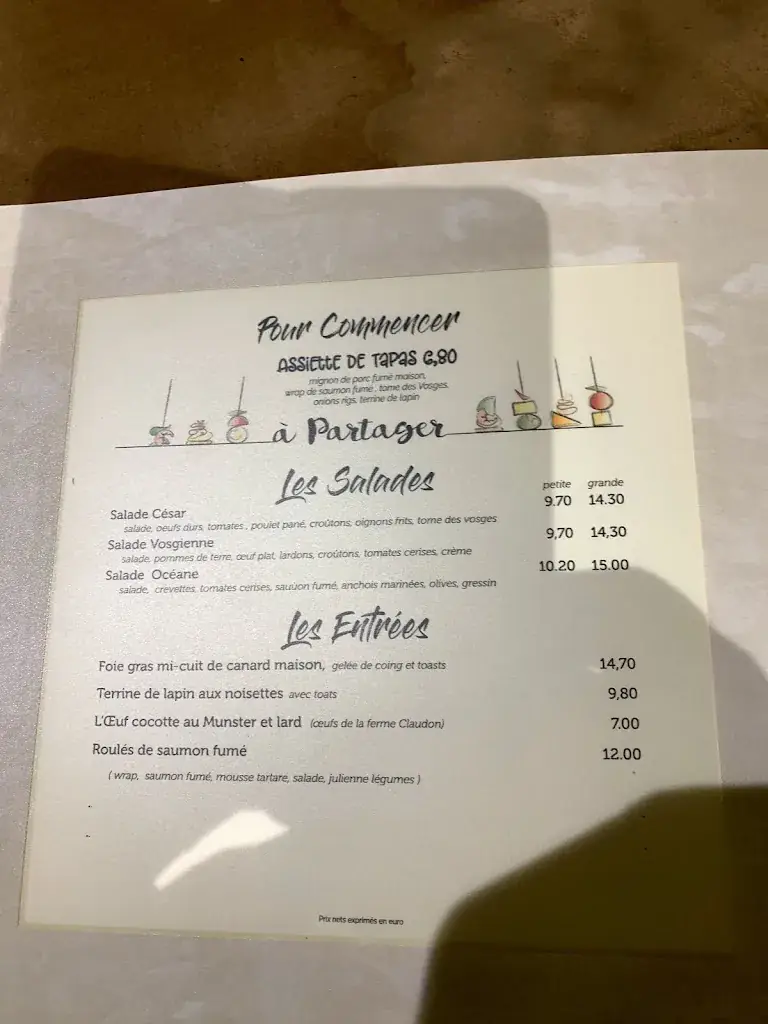 Pour Commencer
ASSIETTE DE TAPAS 6,80
mignon de porc fumé maison,
wrap de saumon fumé, tome des Vosges,
onions rigs, terrine de lapin
à Partager
Les Salades
petite grande
Salade César 9.70 14.30
salade, oeufs durs, tomates, poulet pané, croûtons, oignons frits, tome des vosges
Salade Vosgienne 9,70 14,30
salade, pommes de terre, œuf plat, lardons, croûtons, tomates cerises, crème
Salade Océane 10.20 15.00
salade, crevettes, tomates cerises, saumon fumé, anchois marinées, olives, gressin
Les Entrées
Foie gras mi-cuit de canard maison, gelée de coing et toasts 14,70
Terrine de lapin aux noisettes avec toats 9,80
L'Œuf cocotte au Munster et lard (œufs de la ferme Claudon) 7.00
Roulés de saumon fumé 12.00
( wrap, saumon fumé, mousse tartare, salade, julienne légumes )
Prix nets exprimés en euro